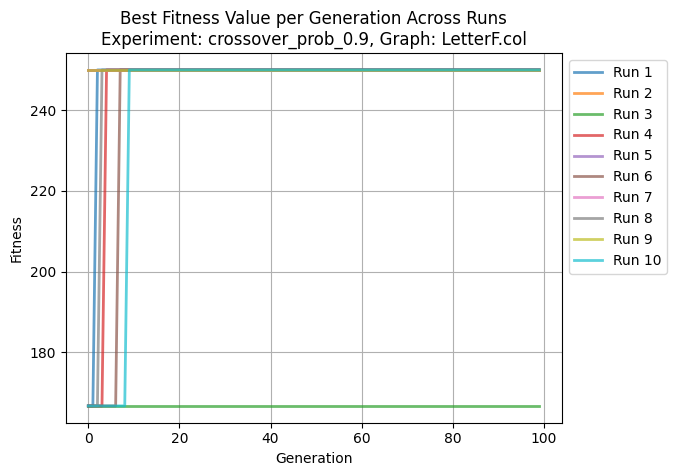 Best Fitness Value per Generation Across Runs
Experiment: crossover_prob_0.9, Graph: LetterF.col
Fitness
240
220
200
180
0
20
40
60
80
100
Generation
Run 1
Run 2
Run 3
Run 4
Run 5
Run 6
Run 7
Run 8
Run 9
Run 10